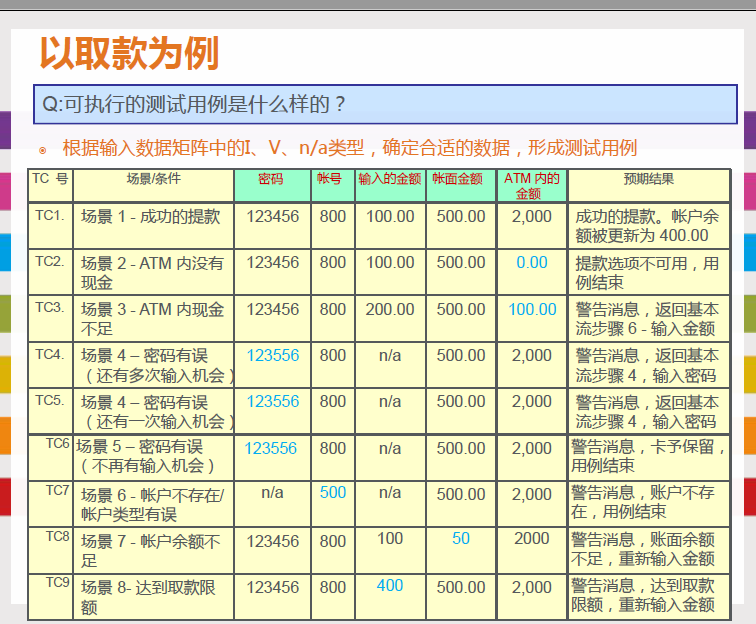 以取款为例
Q:可执行的测试用例是什么样的？
根据输入数据矩阵中的I、V、n/a类型，确定合适的数据，形成测试用例
TC 号 场景/条件 密码 帐号 输入的金额 帐面金额 ATM 内的金额 预期结果
TC1. 场景 1 - 成功的提款 123456 800 100.00 500.00 2,000 成功的提款。帐户余额被更新为 400.00
TC2. 场景 2 - ATM 内没有现金 123456 800 100.00 500.00 0.00 提款选项不可用，用例结束
TC3. 场景 3 - ATM 内现金不足 123456 800 200.00 500.00 100.00 警告消息，返回基本流步骤 6 - 输入金额
TC4. 场景 4 – 密码有误（还有多次输入机会） 123556 800 n/a 500.00 2,000 警告消息，返回基本流步骤 4，输入密码
TC5. 场景 4 – 密码有误（还有一次输入机会） 123556 800 n/a 500.00 2,000 警告消息，返回基本流步骤 4，输入密码
TC6 场景 5 – 密码有误（不再有输入机会） 123556 800 n/a 500.00 2,000 警告消息，卡予保留，用例结束
TC7 场景 6 - 帐户不存在/帐户类型有误 n/a 500 n/a 500.00 2,000 警告消息，账户不存在，用例结束
TC8 场景 7 - 帐户余额不足 123456 800 100 50 2000 警告消息，账面余额不足，重新输入金额
TC9 场景 8- 达到取款限额 123456 800 400 500.00 2,000 警告消息，达到取款限额，重新输入金额